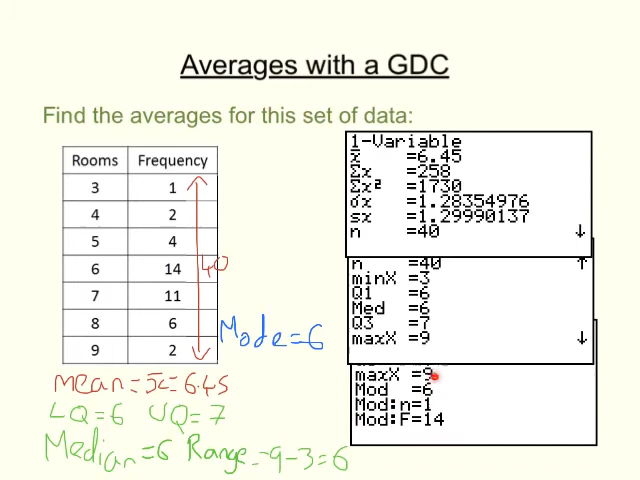 Averages with a GDC
Find the averages for this set of data:
Rooms Frequency
3 1
4 2
5 4
6 14
7 11
8 6
9 2
40
Mode=6
mean = x̄ = 6.45
LQ=6 UQ=7
Median=6 Range=9-3=6
1-Variable
x̄ =6.45
Σx =258
Σx² =1730
σx =1.28354976
sx =1.29990137
n =40 ↓
n =40 ↑
minX =3
Q1 =6
Med =6
Q3 =7
maxX =9 ↓
maxX =9
Mod =6
Mod:n=1
Mod:F=14